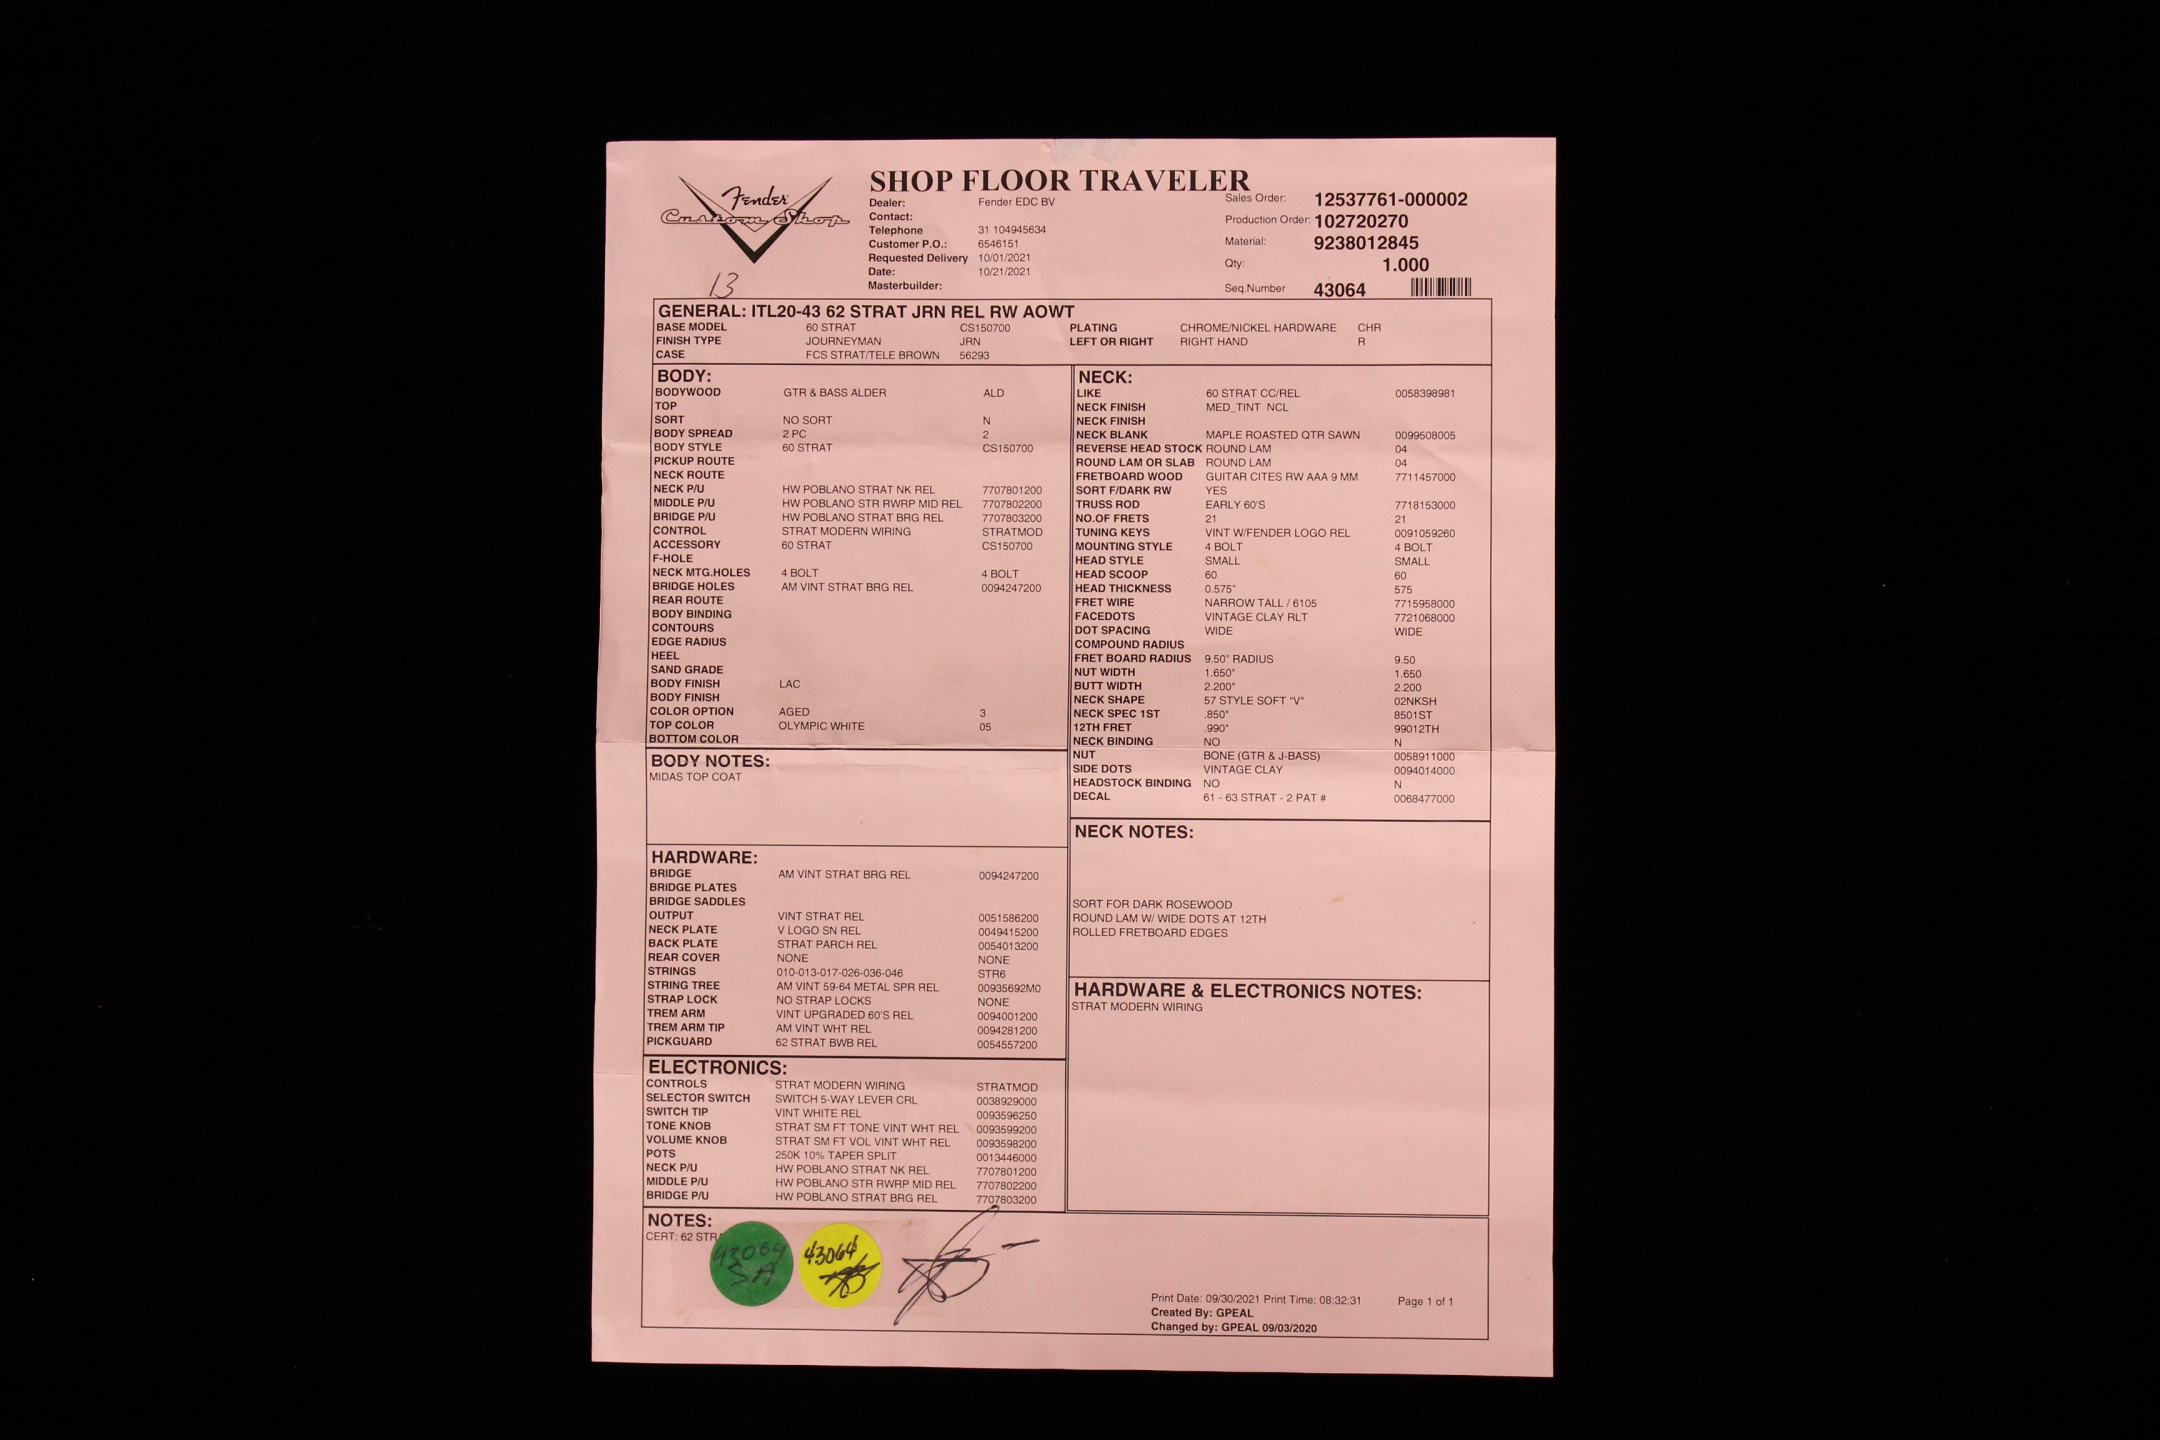 Fender
Custom Shop
13
SHOP FLOOR TRAVELER
Dealer: Fender EDC BV
Contact:
Telephone 31 104945634
Customer P.O.: 6546151
Requested Delivery 10/01/2021
Date: 10/21/2021
Masterbuilder:
Sales Order: 12537761-000002
Production Order: 102720270
Material: 9238012845
Qty: 1.000
Seq.Number 43064
GENERAL: ITL20-43 62 STRAT JRN REL RW AOWT
BASE MODEL 60 STRAT CS150700 PLATING CHROME/NICKEL HARDWARE CHR
FINISH TYPE JOURNEYMAN JRN LEFT OR RIGHT RIGHT HAND R
CASE FCS STRAT/TELE BROWN 56293
BODY:
BODYWOOD GTR & BASS ALDER ALD
TOP
SORT NO SORT N
BODY SPREAD 2 PC 2
BODY STYLE 60 STRAT CS150700
PICKUP ROUTE
NECK ROUTE
NECK P/U HW POBLANO STRAT NK REL 7707801200
MIDDLE P/U HW POBLANO STR RWRP MID REL 7707802200
BRIDGE P/U HW POBLANO STRAT BRG REL 7707803200
CONTROL STRAT MODERN WIRING STRATMOD
ACCESSORY 60 STRAT CS150700
F-HOLE
NECK MTG.HOLES 4 BOLT 4 BOLT
BRIDGE HOLES AM VINT STRAT BRG REL 0094247200
REAR ROUTE
BODY BINDING
CONTOURS
EDGE RADIUS
HEEL
SAND GRADE
BODY FINISH LAC
BODY FINISH
COLOR OPTION AGED 3
TOP COLOR OLYMPIC WHITE 05
BOTTOM COLOR
BODY NOTES:
MIDAS TOP COAT
HARDWARE:
BRIDGE AM VINT STRAT BRG REL 0094247200
BRIDGE PLATES
BRIDGE SADDLES
OUTPUT VINT STRAT REL 0051586200
NECK PLATE V LOGO SN REL 0049415200
BACK PLATE STRAT PARCH REL 0054013200
REAR COVER NONE NONE
STRINGS 010-013-017-026-036-046 STR6
STRING TREE AM VINT 59-64 METAL SPR REL 00935692M0
STRAP LOCK NO STRAP LOCKS NONE
TREM ARM VINT UPGRADED 60'S REL 0094001200
TREM ARM TIP AM VINT WHT REL 0094281200
PICKGUARD 62 STRAT BWB REL 0054557200
ELECTRONICS:
CONTROLS STRAT MODERN WIRING STRATMOD
SELECTOR SWITCH SWITCH 5-WAY LEVER CRL 0038929000
SWITCH TIP VINT WHITE REL 0093596250
TONE KNOB STRAT SM FT TONE VINT WHT REL 0093599200
VOLUME KNOB STRAT SM FT VOL VINT WHT REL 0093598200
POTS 250K 10% TAPER SPLIT 0013446000
NECK P/U HW POBLANO STRAT NK REL 7707801200
MIDDLE P/U HW POBLANO STR RWRP MID REL 7707802200
BRIDGE P/U HW POBLANO STRAT BRG REL 7707803200
NECK:
LIKE 60 STRAT CC/REL 0058398981
NECK FINISH MED_TINT NCL
NECK FINISH
NECK BLANK MAPLE ROASTED QTR SAWN 0099508005
REVERSE HEAD STOCK ROUND LAM 04
ROUND LAM OR SLAB ROUND LAM 04
FRETBOARD WOOD GUITAR CITES RW AAA 9 MM 7711457000
SORT F/DARK RW YES
TRUSS ROD EARLY 60'S 7718153000
NO.OF FRETS 21 21
TUNING KEYS VINT W/FENDER LOGO REL 0091059260
MOUNTING STYLE 4 BOLT 4 BOLT
HEAD STYLE SMALL SMALL
HEAD SCOOP 60 60
HEAD THICKNESS 0.575" 575
FRET WIRE NARROW TALL / 6105 7715958000
FACEDOTS VINTAGE CLAY RLT 7721068000
DOT SPACING WIDE WIDE
COMPOUND RADIUS
FRET BOARD RADIUS 9.50" RADIUS 9.50
NUT WIDTH 1.650" 1.650
BUTT WIDTH 2.200" 2.200
NECK SHAPE 57 STYLE SOFT "V" 02NKSH
NECK SPEC 1ST .850" 8501ST
12TH FRET .990" 99012TH
NECK BINDING NO N
NUT BONE (GTR & J-BASS) 0058911000
SIDE DOTS VINTAGE CLAY 0094014000
HEADSTOCK BINDING NO N
DECAL 61 - 63 STRAT - 2 PAT # 0068477000
NECK NOTES:
SORT FOR DARK ROSEWOOD
ROUND LAM W/ WIDE DOTS AT 12TH
ROLLED FRETBOARD EDGES
HARDWARE & ELECTRONICS NOTES:
STRAT MODERN WIRING
NOTES:
CERT: 62 STR
43064
SA
43064
Print Date: 09/30/2021 Print Time: 08:32:31 Page 1 of 1
Created By: GPEAL
Changed by: GPEAL 09/03/2020